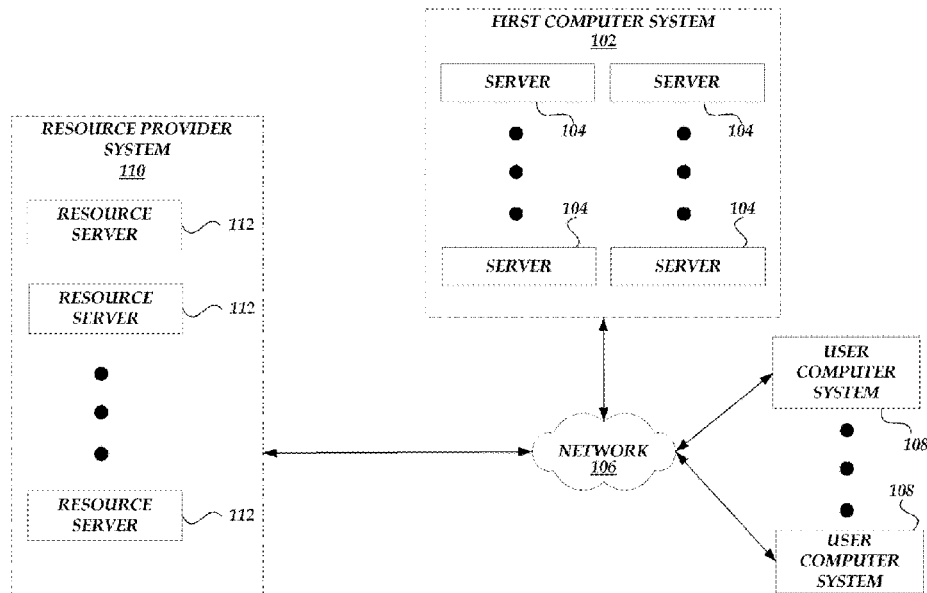 FIRST COMPUTER SYSTEM
102
SERVER
SERVER
104
104
104
104
SERVER
SERVER
RESOURCE PROVIDER
SYSTEM
110
RESOURCE
SERVER
112
RESOURCE
SERVER
112
RESOURCE
SERVER
112
NETWORK
106
USER
COMPUTER
SYSTEM
108
108
USER
COMPUTER
SYSTEM